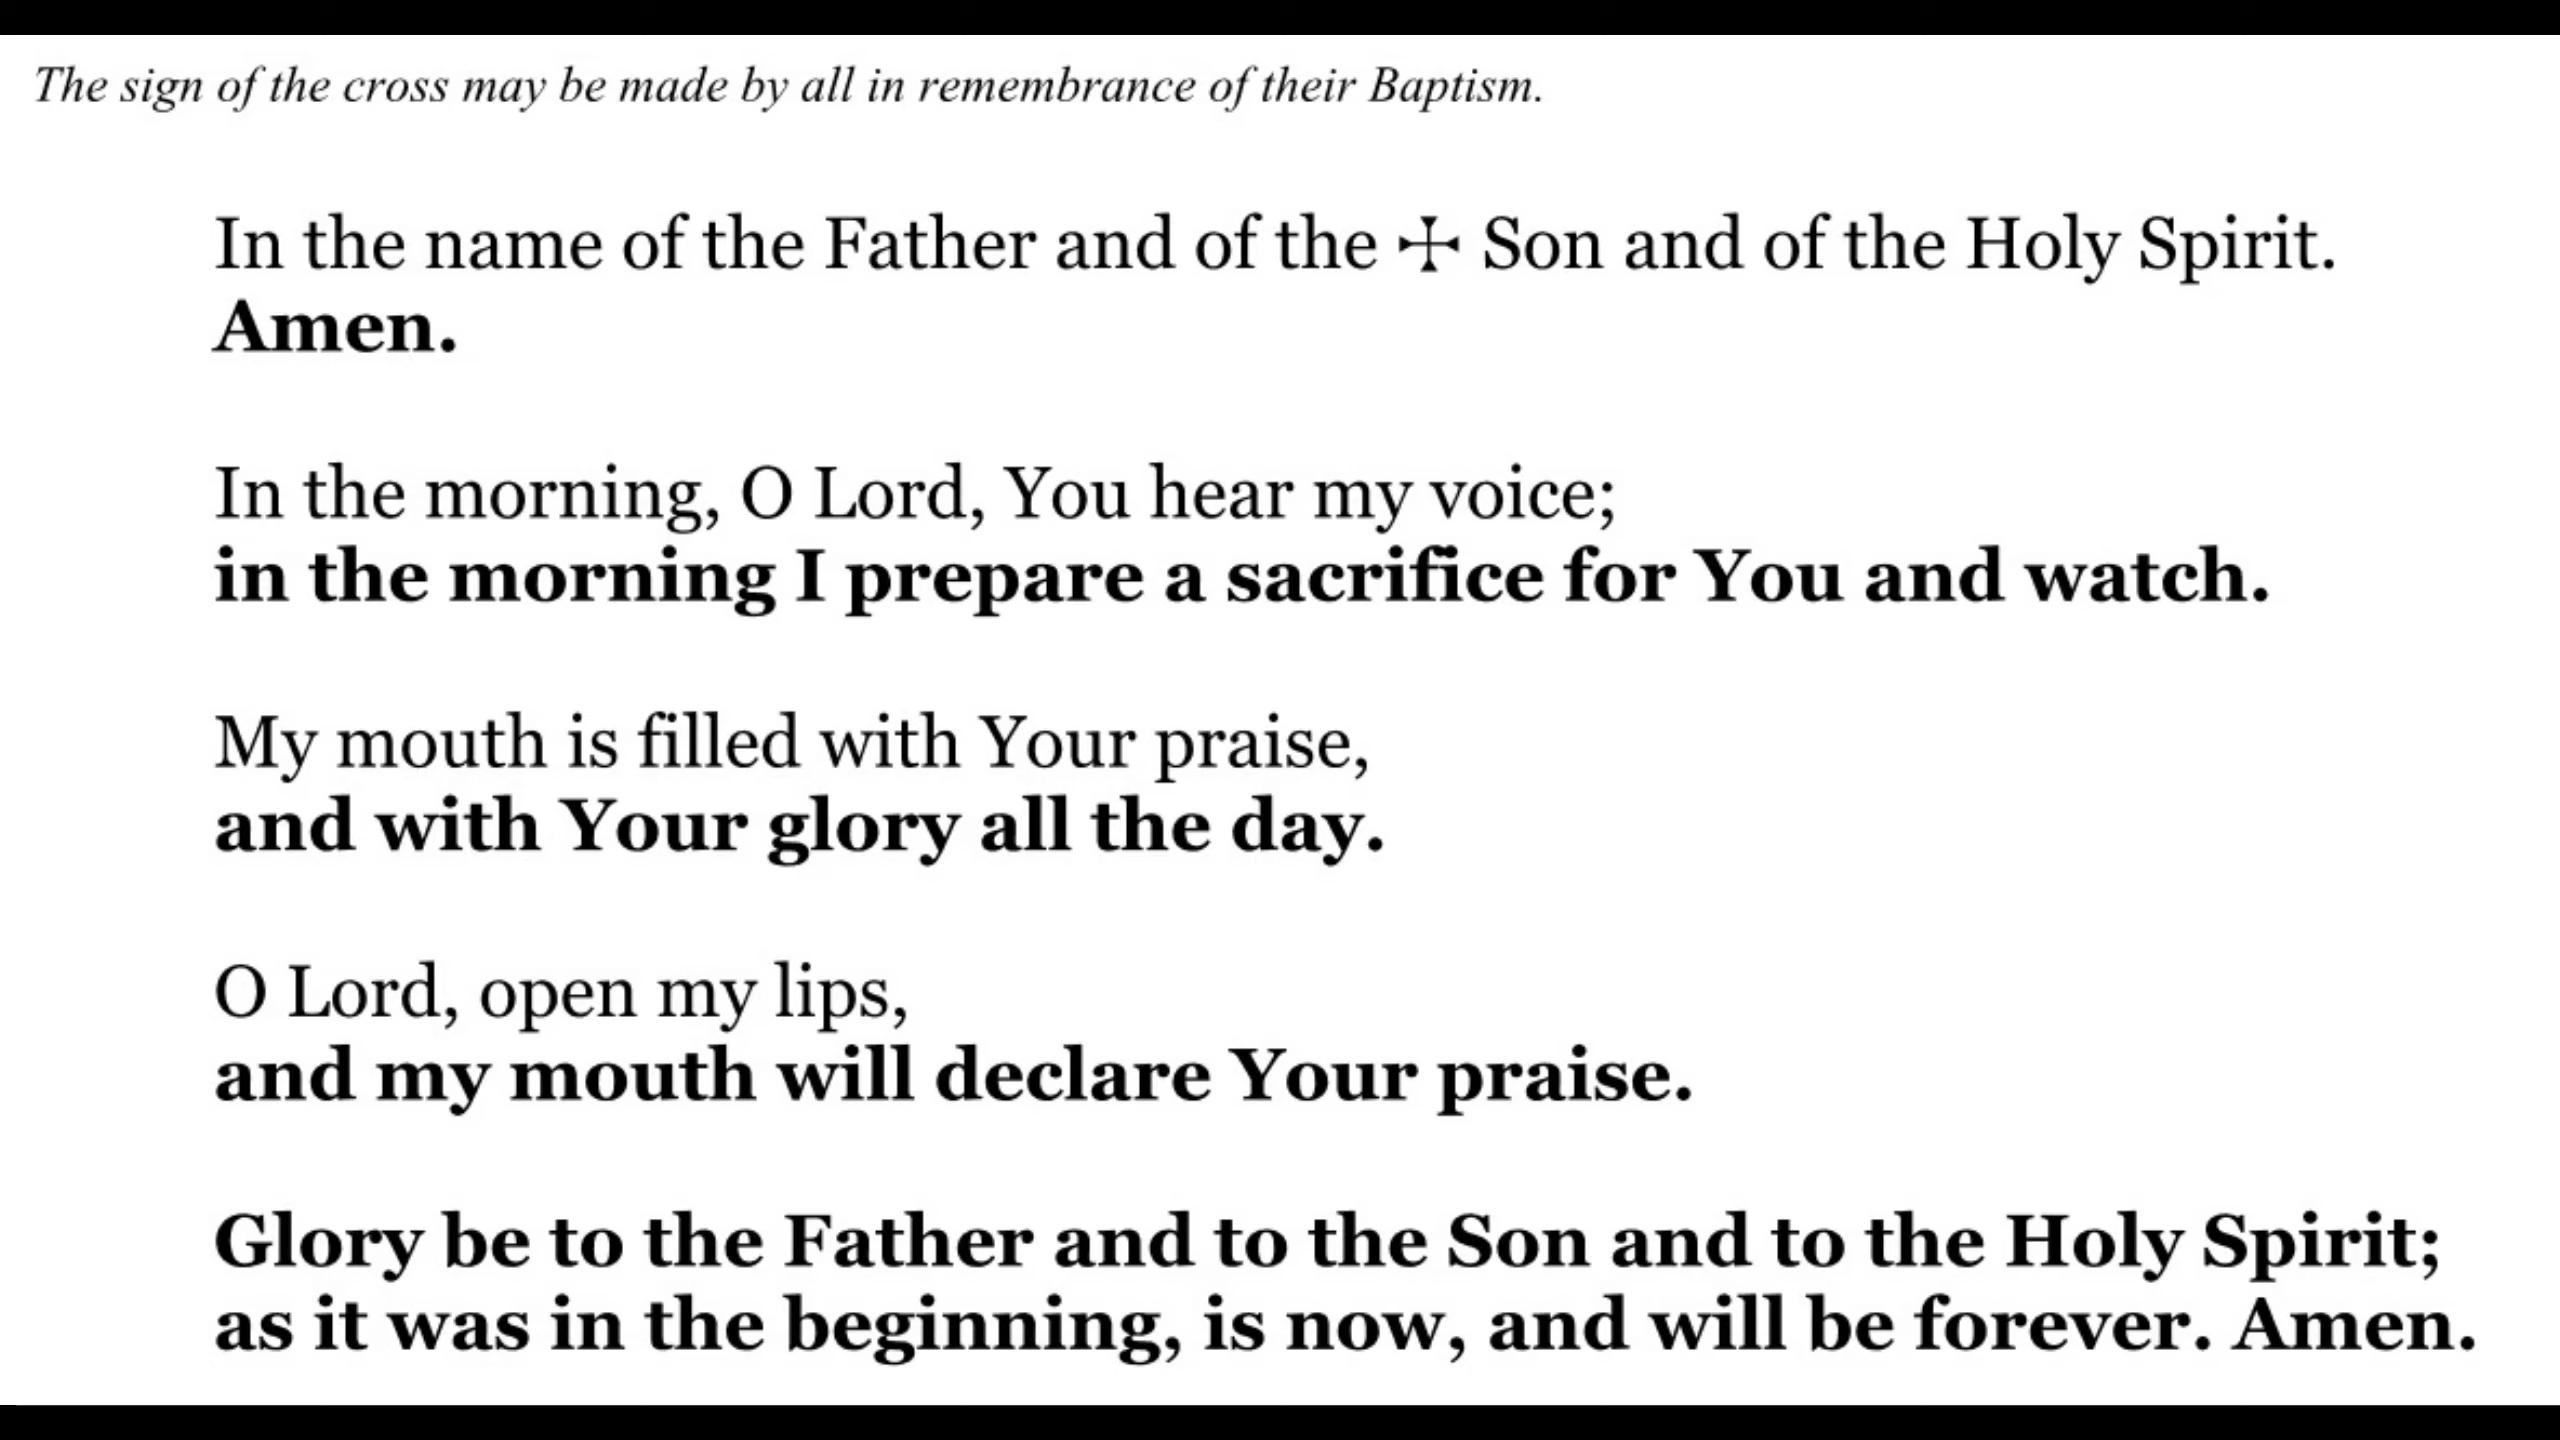 The sign of the cross may be made by all in remembrance of their Baptism.
In the name of the Father and of the ☩ Son and of the Holy Spirit.
Amen.
In the morning, O Lord, You hear my voice;
in the morning I prepare a sacrifice for You and watch.
My mouth is filled with Your praise,
and with Your glory all the day.
O Lord, open my lips,
and my mouth will declare Your praise.
Glory be to the Father and to the Son and to the Holy Spirit;
as it was in the beginning, is now, and will be forever. Amen.